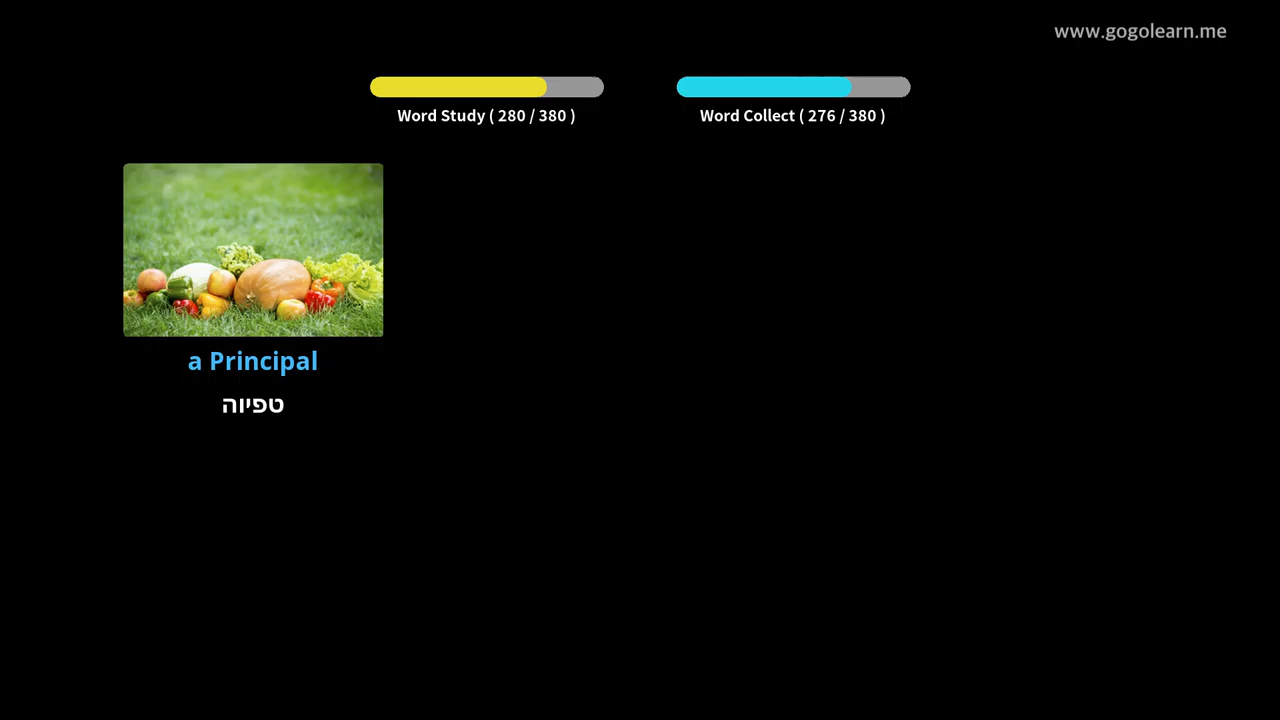 www.gogolearn.me
Word Study ( 280 / 380 )
Word Collect ( 276 / 380 )
a Principal
טפיוה